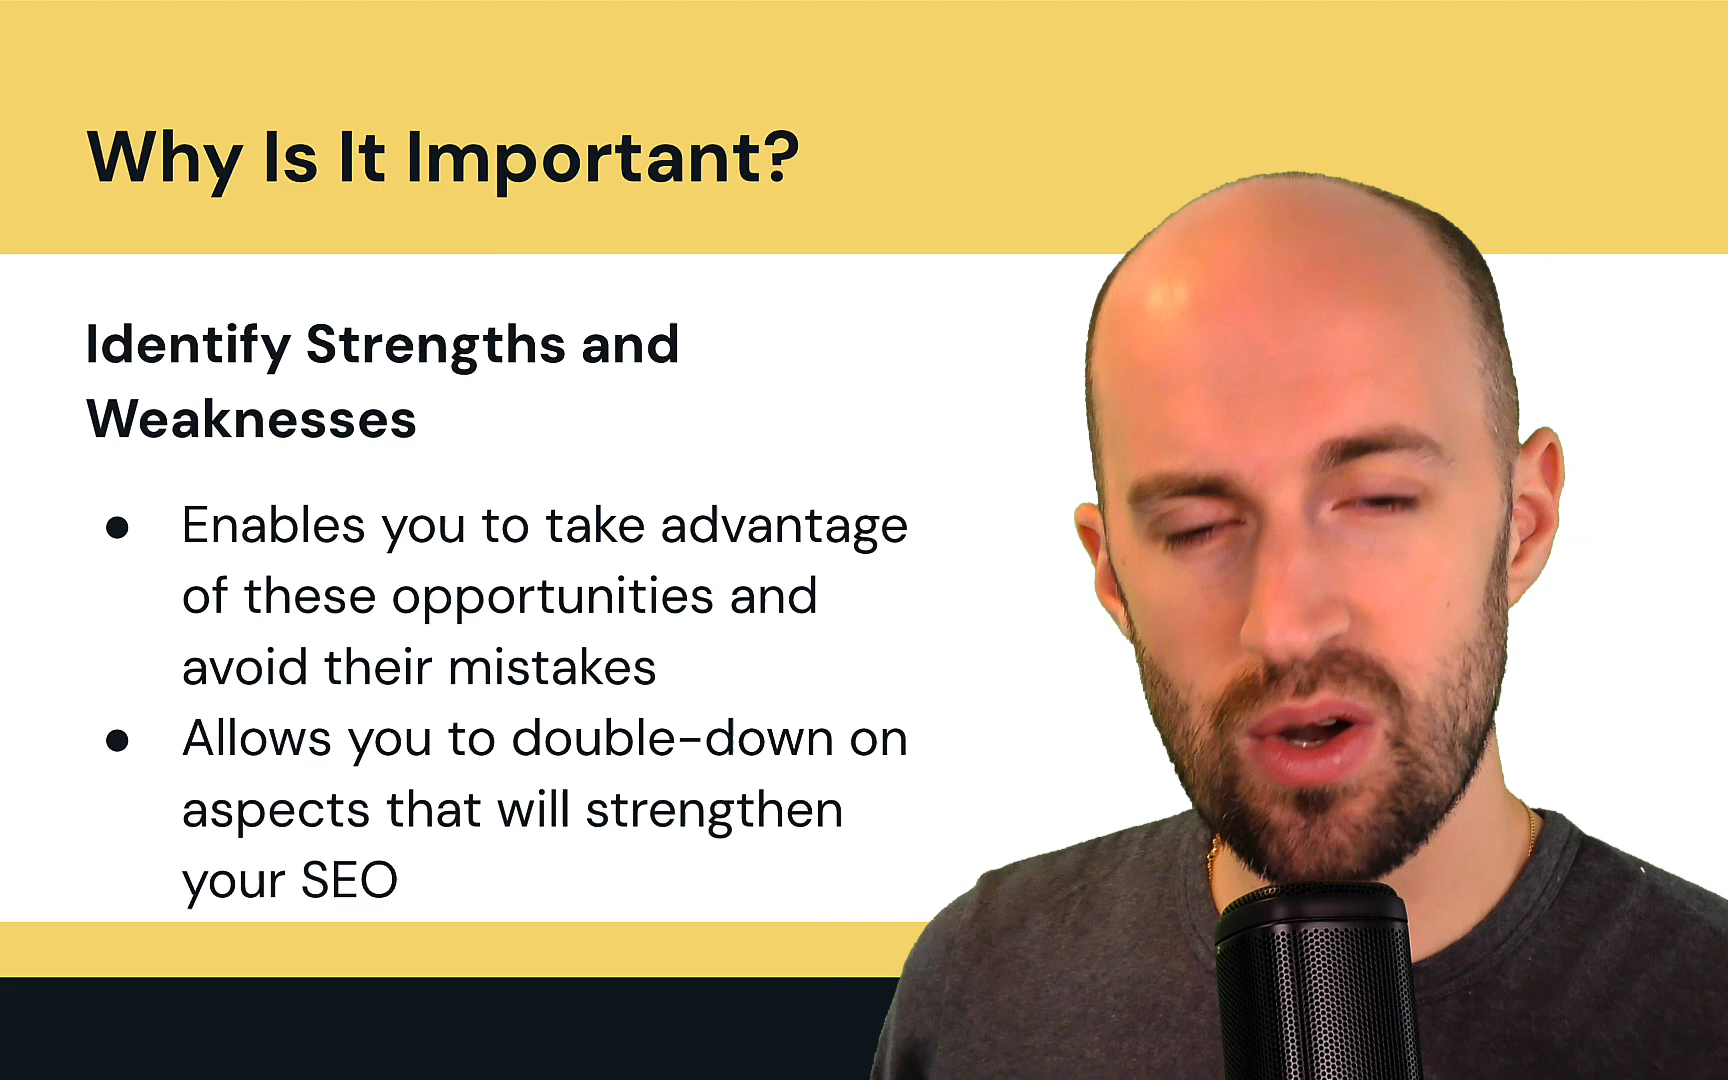 Why Is It Important?
Identify Strengths and
Weaknesses
● Enables you to take advantage
of these opportunities and
avoid their mistakes
● Allows you to double-down on
aspects that will strengthen
your SEO